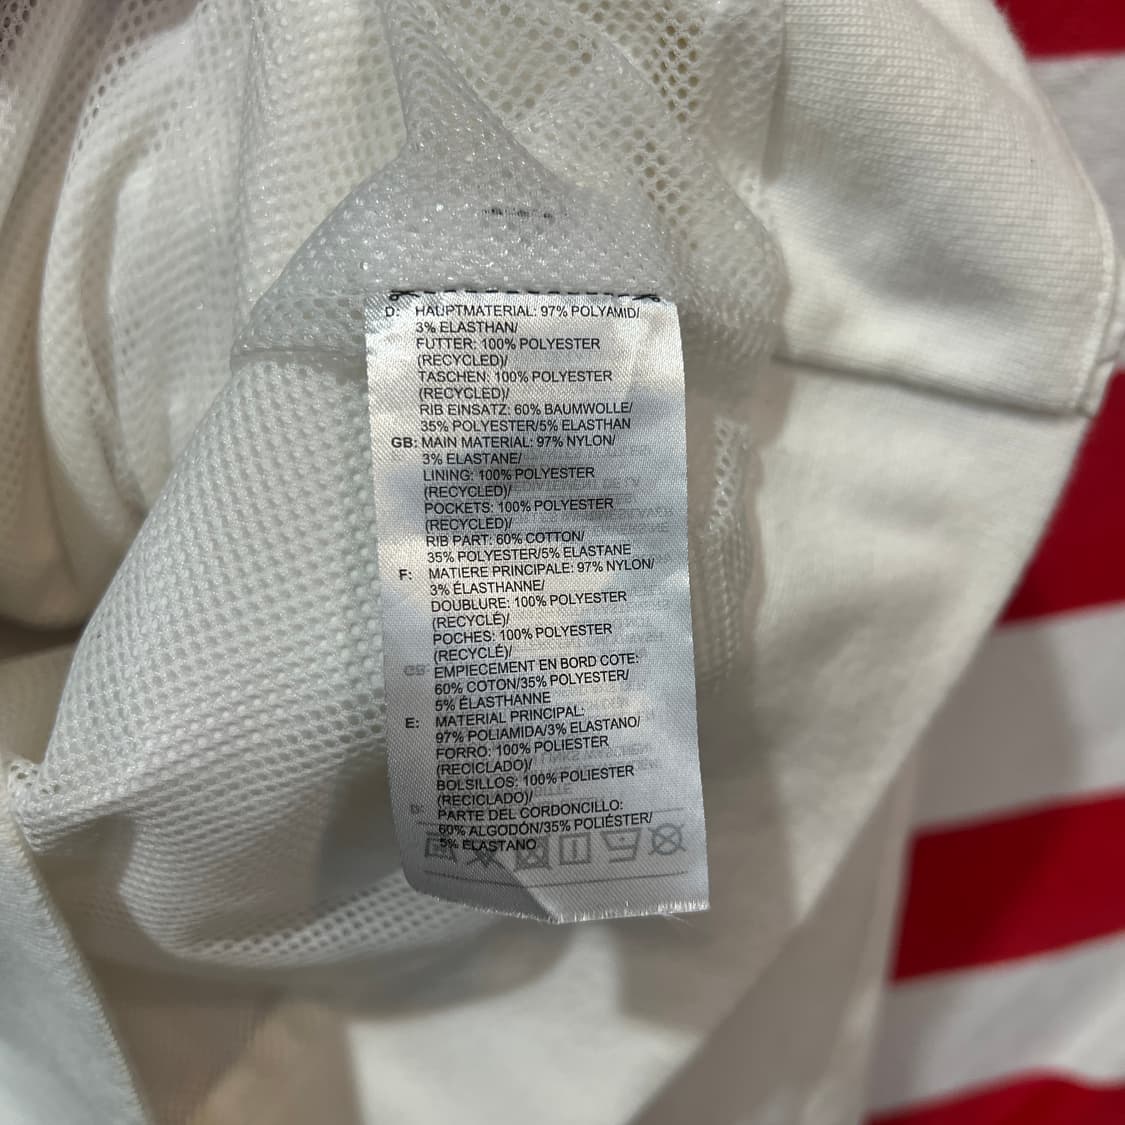 D: HAUPTMATERIAL: 97% POLYAMID/
3% ELASTHAN/
FUTTER: 100% POLYESTER
(RECYCLED)/
TASCHEN: 100% POLYESTER
(RECYCLED)/
RIB EINSATZ: 60% BAUMWOLLE/
35% POLYESTER/5% ELASTHAN
GB: MAIN MATERIAL: 97% NYLON/
3% ELASTANE/
LINING: 100% POLYESTER
(RECYCLED)/
POCKETS: 100% POLYESTER
(RECYCLED)/
RIB PART: 60% COTTON/
35% POLYESTER/5% ELASTANE
F: MATIERE PRINCIPALE: 97% NYLON/
3% ÉLASTHANNE/
DOUBLURE: 100% POLYESTER
(RECYCLÉ)/
POCHES: 100% POLYESTER
(RECYCLÉ)/
EMPIECEMENT EN BORD COTE:
60% COTON/35% POLYESTER/
5% ÉLASTHANNE
E: MATERIAL PRINCIPAL:
97% POLIAMIDA/3% ELASTANO/
FORRO: 100% POLIESTER
(RECICLADO)/
BOLSILLOS: 100% POLIESTER
(RECICLADO)/
PARTE DEL CORDONCILLO:
60% ALGODÓN/35% POLIÉSTER/
5% ELASTANO